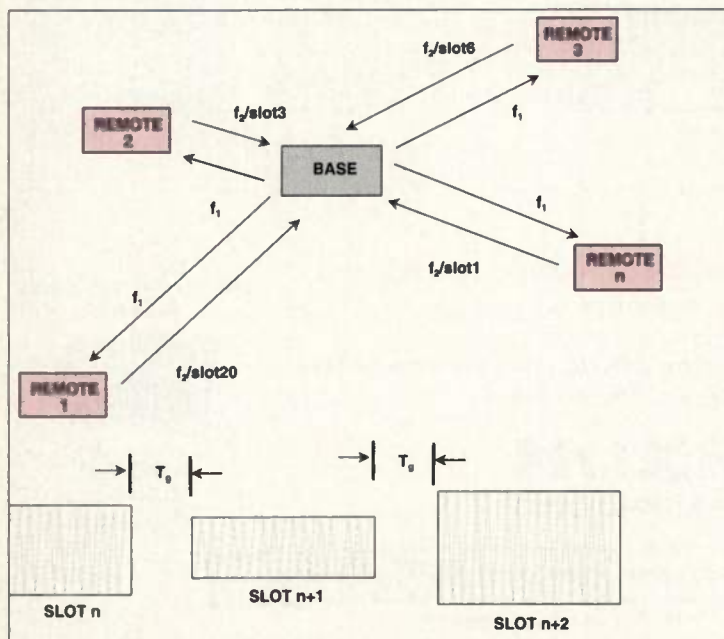 REMOTE
3
f₂/slot6
f₂/slot3
REMOTE
2
f₁
BASE
f₁
f₁
REMOTE
n
f₂/slot1
f₁
f₂/slot20
REMOTE
1
Tg
Tg
SLOT n
SLOT n+1
SLOT n+2